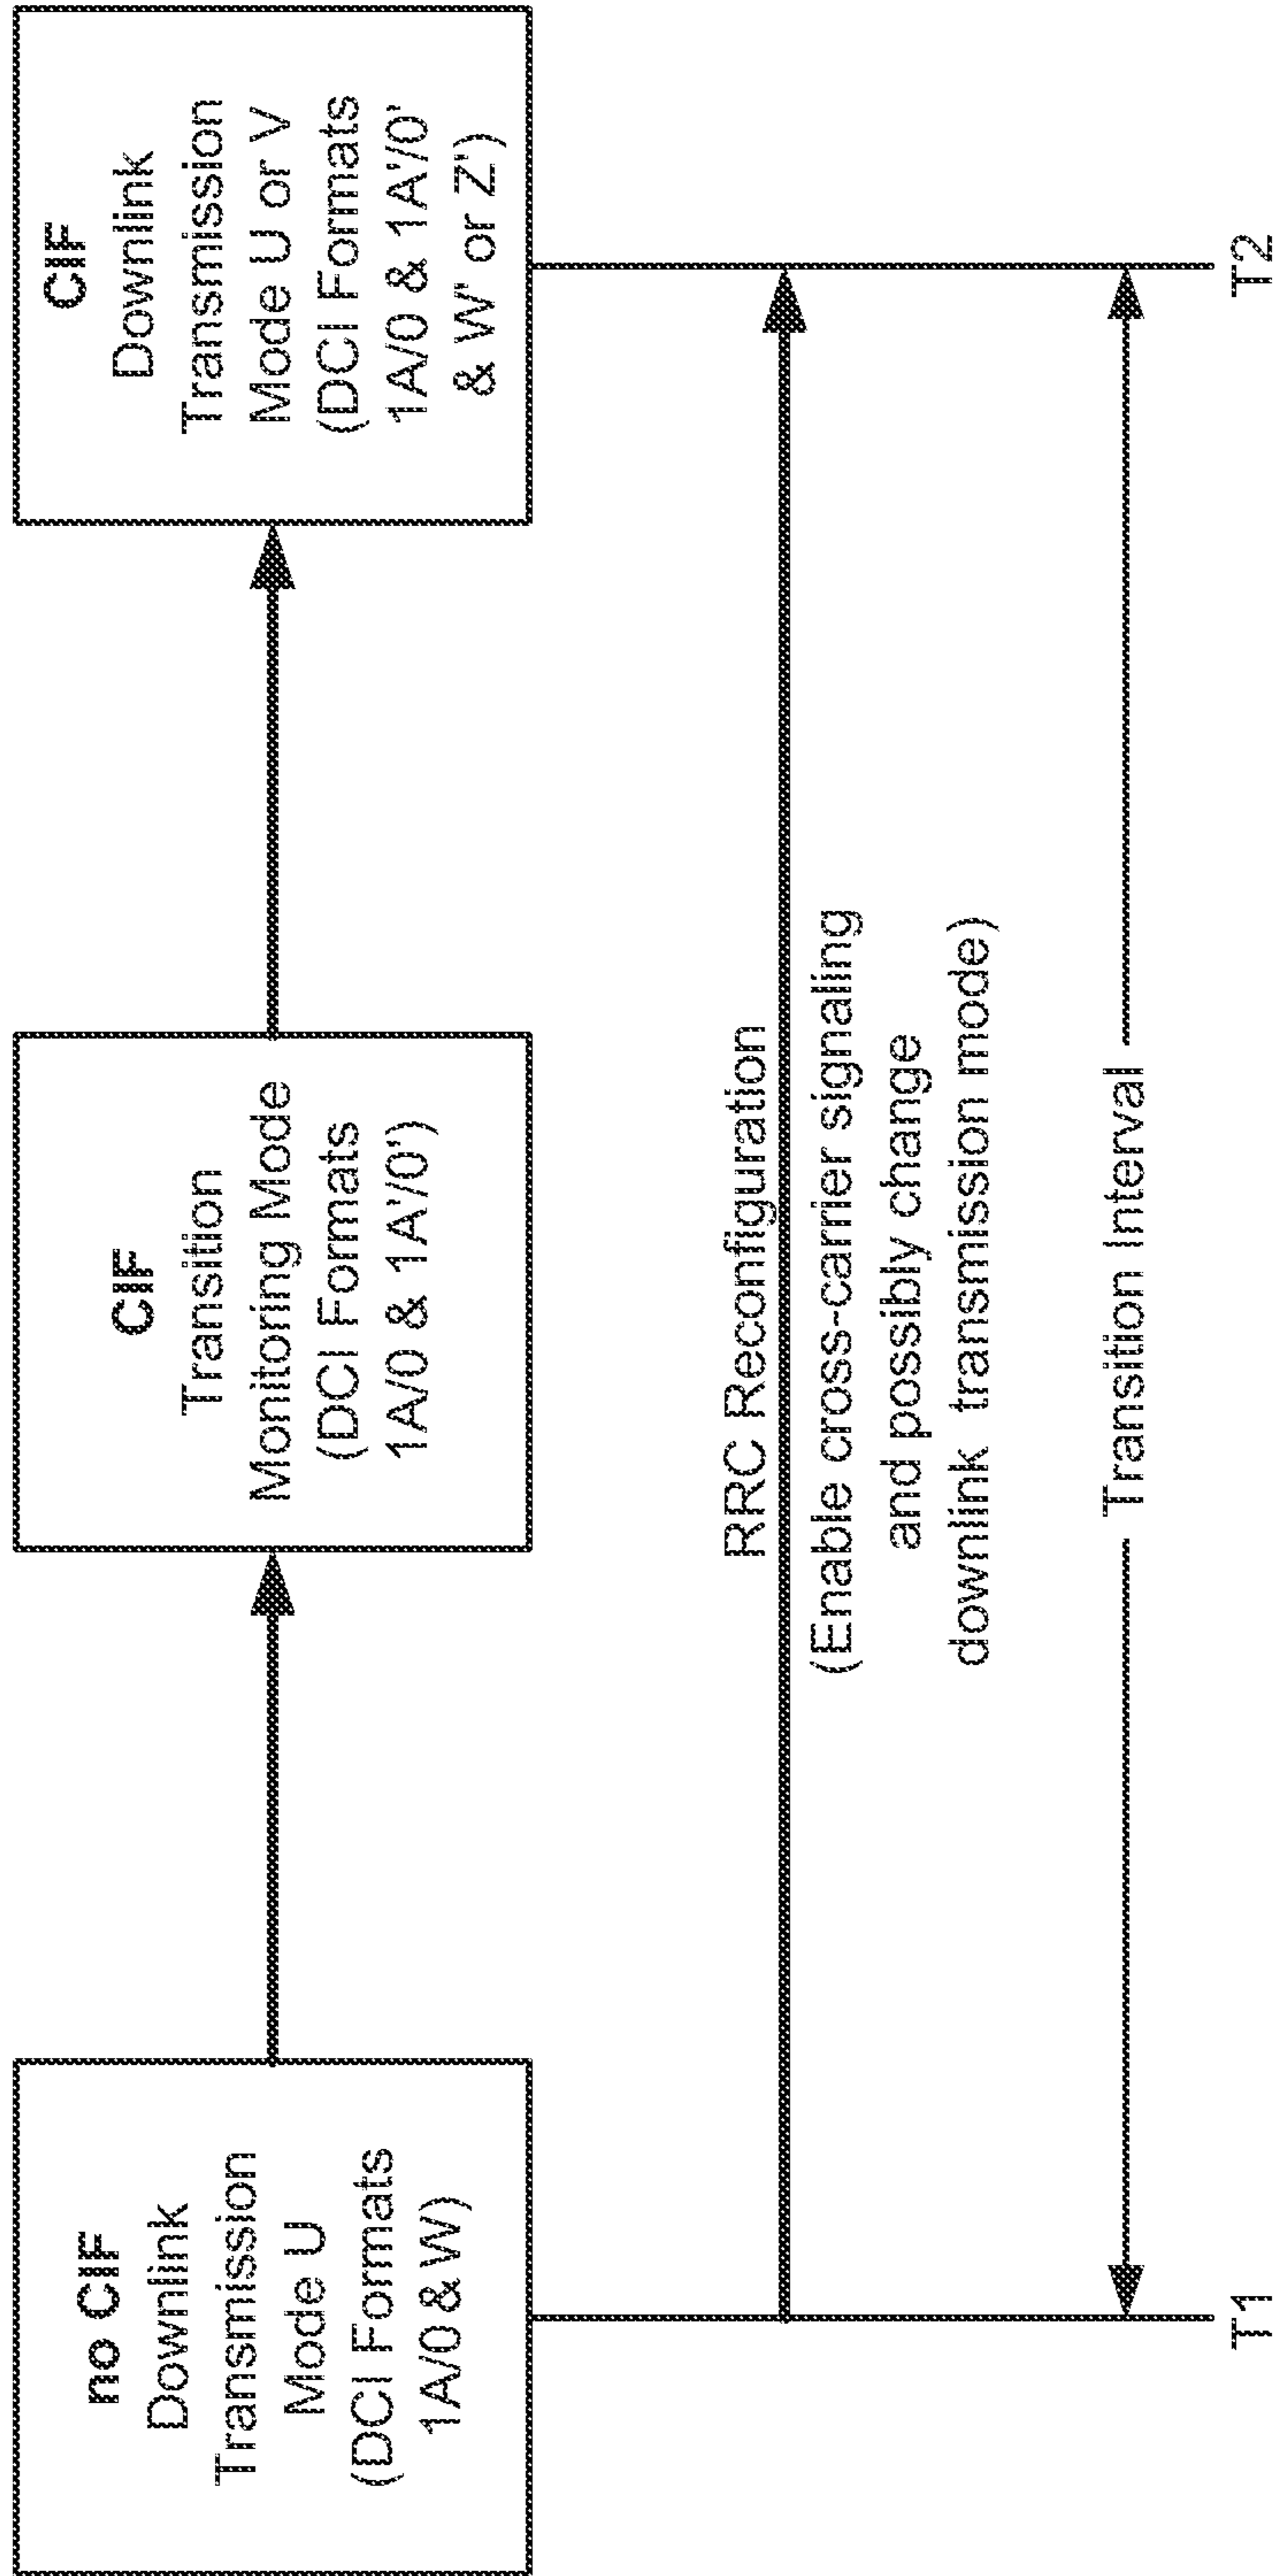 no CIF
Downlink
Transmission
Mode U
(DCI Formats
1A/0 & W)
CIF
Transition
Monitoring Mode
(DCI Formats
1A/0 & 1A'/0')
CIF
Downlink
Transmission
Mode U or V
(DCI Formats
1A/0 & 1A'/0'
& W' or Z')
RRC Reconfiguration
(Enable cross-carrier signaling
and possibly change
downlink transmission mode)
Transition Interval
T1
T2